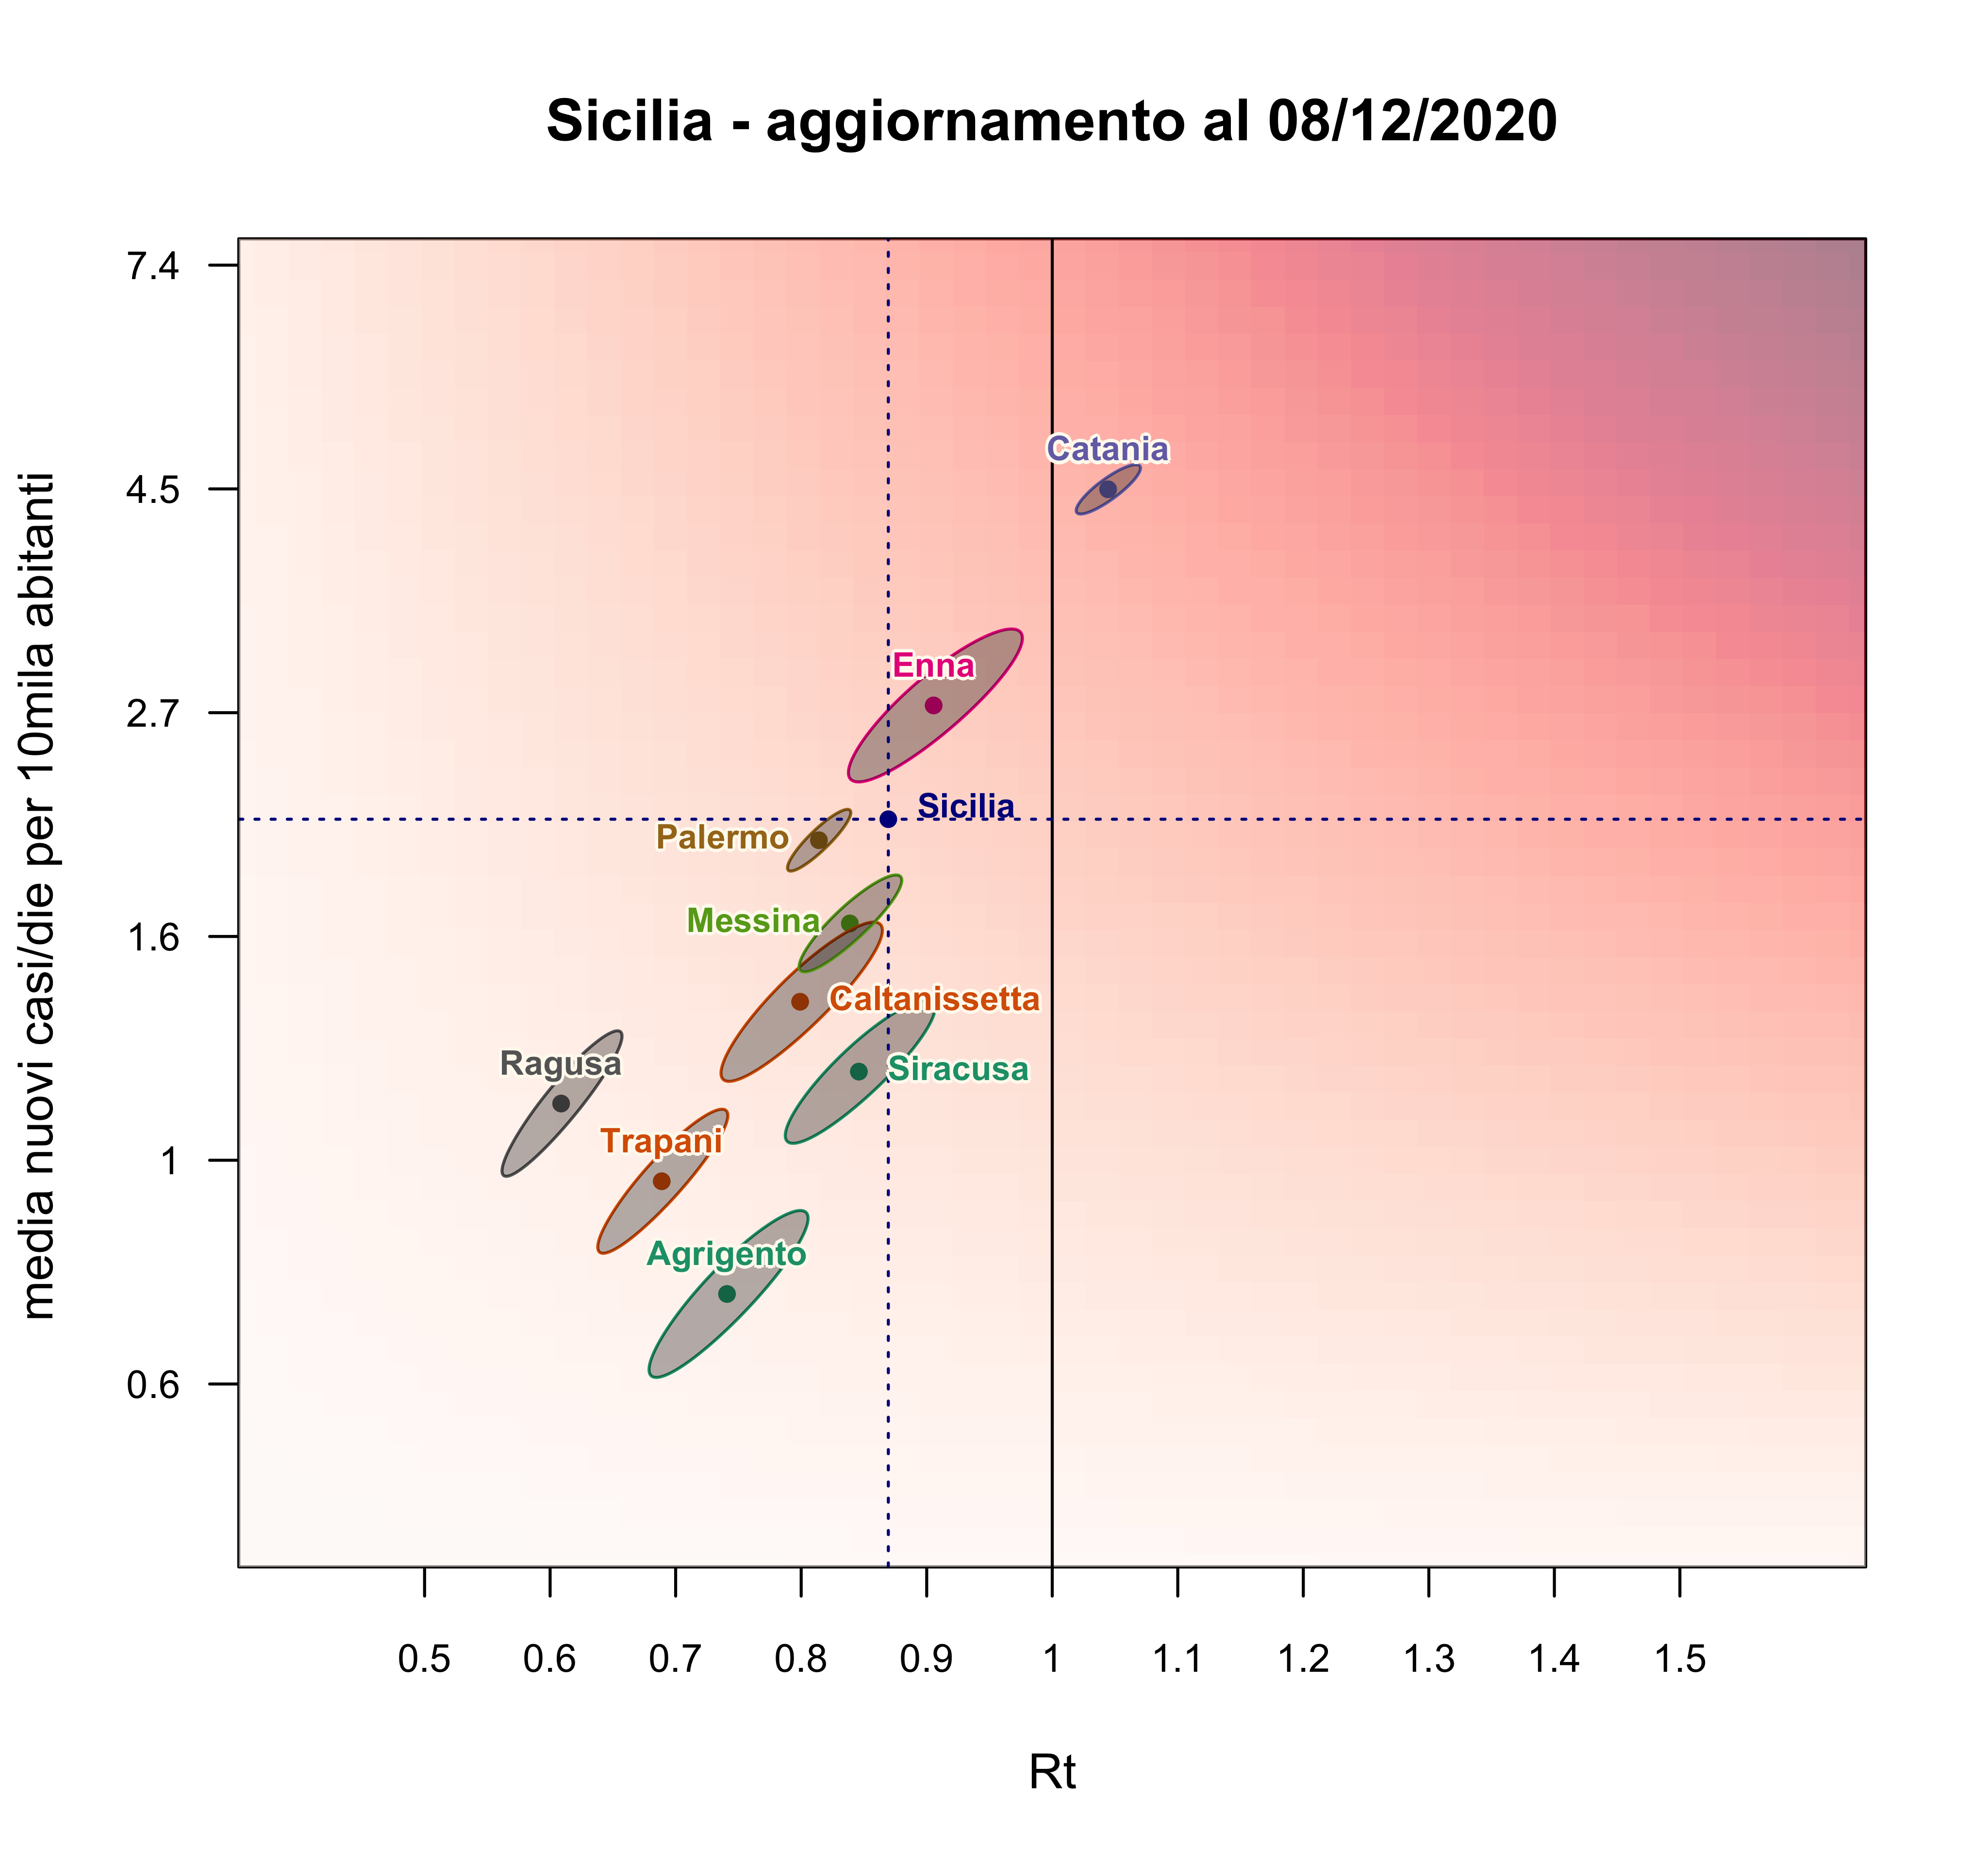 Sicilia - aggiornamento al 08/12/2020
media nuovi casi/die per 10mila abitanti
7.4
4.5
2.7
1.6
1
0.6
Catania
Enna
Sicilia
Palermo
Messina
Caltanissetta
Ragusa
Siracusa
Trapani
Agrigento
0.5 0.6 0.7 0.8 0.9 1 1.1 1.2 1.3 1.4 1.5
Rt